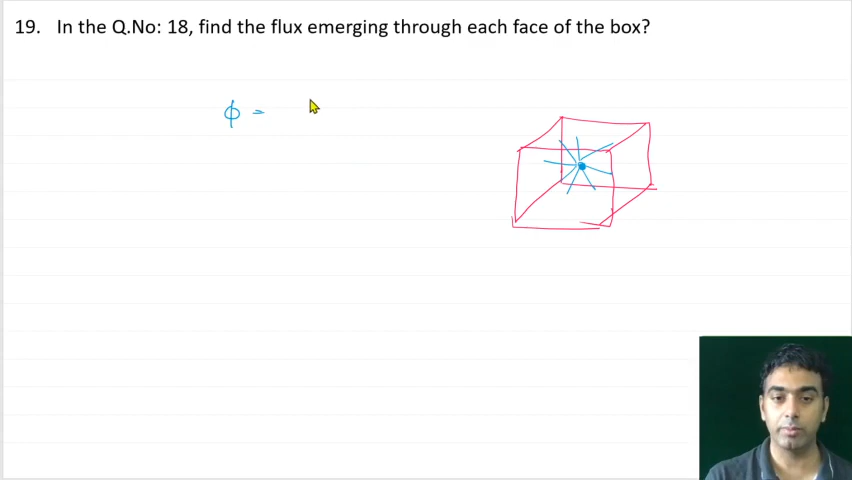 19. In the Q.No: 18, find the flux emerging through each face of the box?
ϕ =